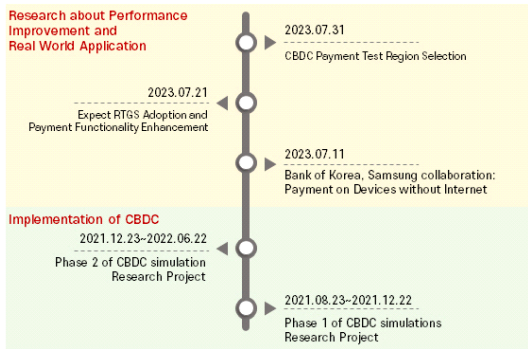 Research about Performance
Improvement and
Real World Application
2023.07.31
CBDC Payment Test Region Selection
2023.07.21
Expect RTGS Adoption and
Payment Functionality Enhancement
2023.07.11
Bank of Korea, Samsung collaboration:
Payment on Devices without Internet
Implementation of CBDC
2021.12.23~2022.06.22
Phase 2 of CBDC simulation
Research Project
2021.08.23~2021.12.22
Phase 1 of CBDC simulations
Research Project